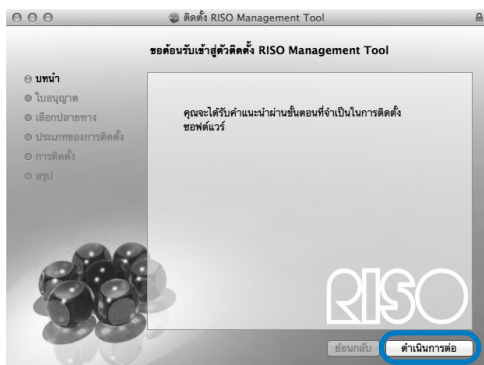 ติดตั้ง RISO Management Tool
ขอต้อนรับเข้าสู่ตัวติดตั้ง RISO Management Tool
บทนำ
ใบอนุญาต
เลือกปลายทาง
ประเภทของการติดตั้ง
การติดตั้ง
สรุป
คุณจะได้รับคำแนะนำผ่านขั้นตอนที่จำเป็นในการติดตั้ง
ซอฟต์แวร์
RISO
ย้อนกลับ
ดำเนินการต่อ